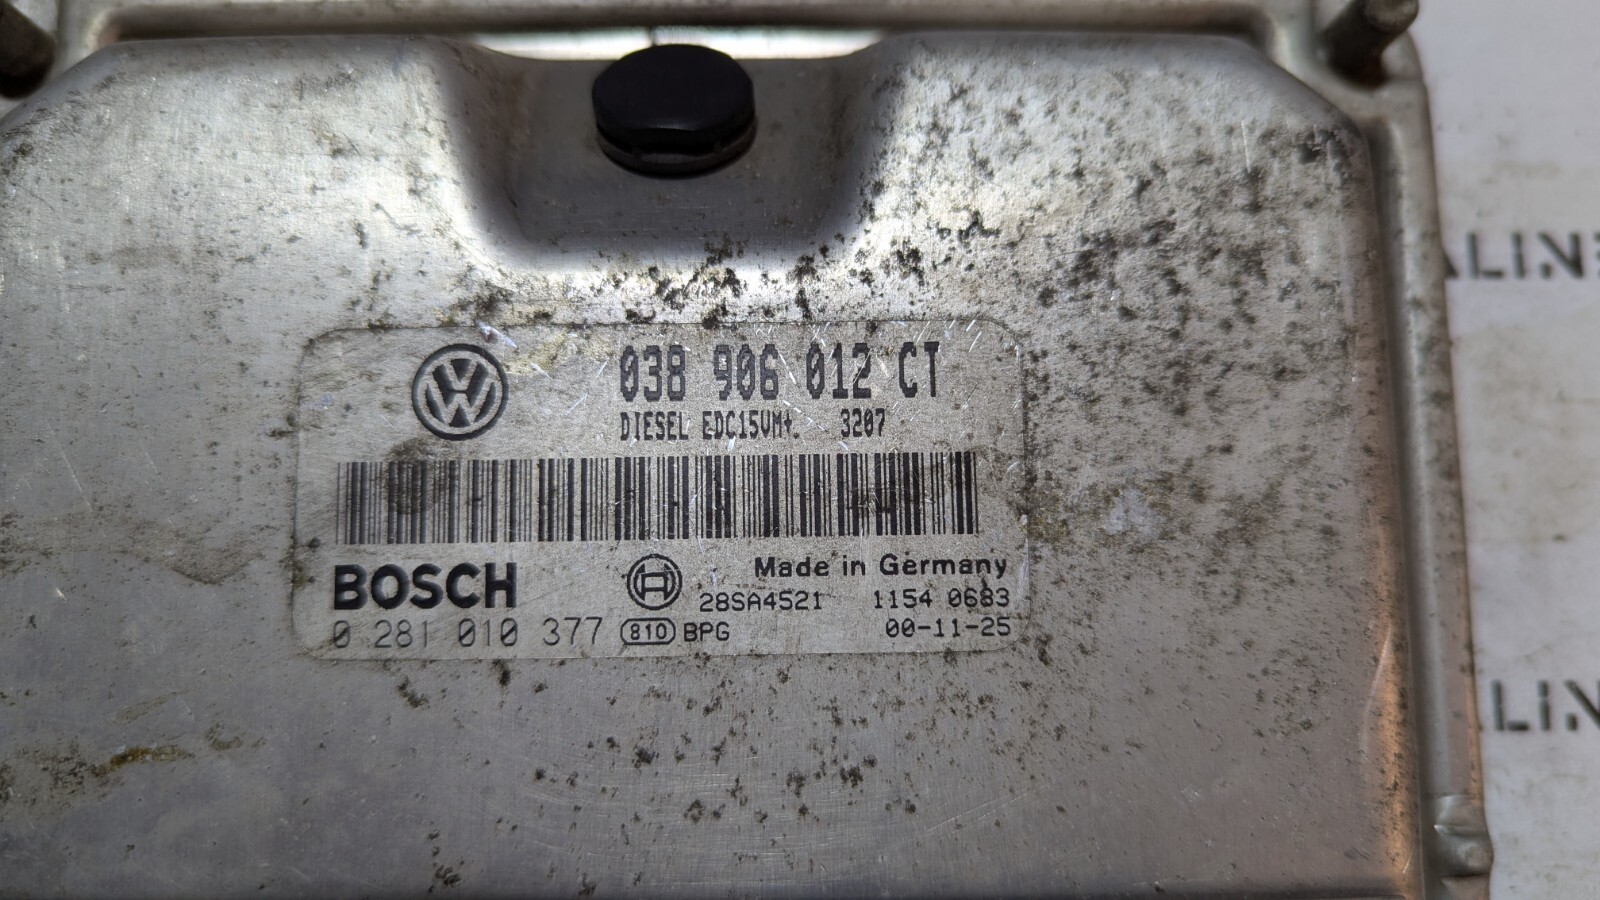 038 906 012 CT
DIESEL EDC15VM+. 3207
BOSCH
Made in Germany
28SA4521 1154 0683
0 281 010 377 810 BPG 00-11-25